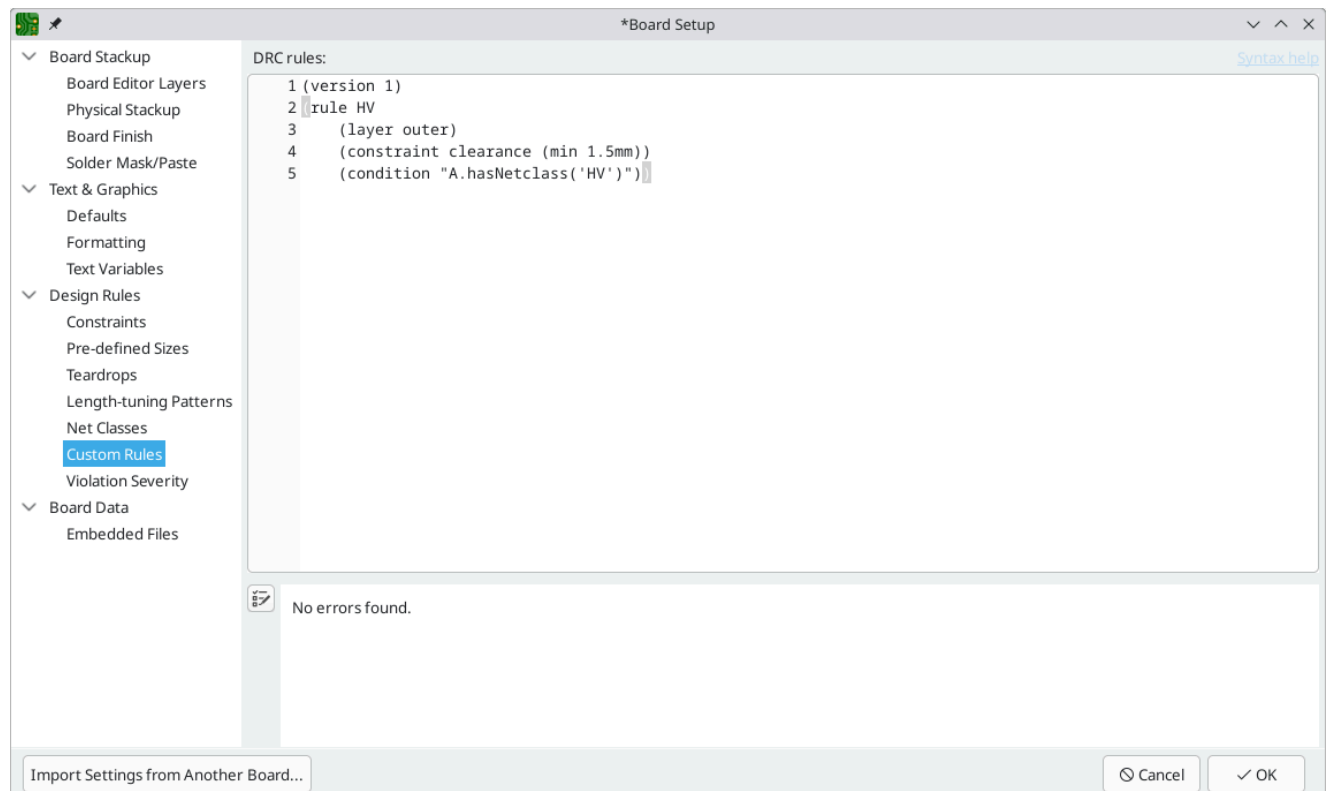 *Board Setup
Board Stackup
Board Editor Layers
Physical Stackup
Board Finish
Solder Mask/Paste
Text & Graphics
Defaults
Formatting
Text Variables
Design Rules
Constraints
Pre-defined Sizes
Teardrops
Length-tuning Patterns
Net Classes
Custom Rules
Violation Severity
Board Data
Embedded Files
DRC rules:
Syntax help
1 (version 1)
2 (rule HV
3     (layer outer)
4     (constraint clearance (min 1.5mm))
5     (condition "A.hasNetclass('HV')"))
No errors found.
Import Settings from Another Board...
Cancel
OK